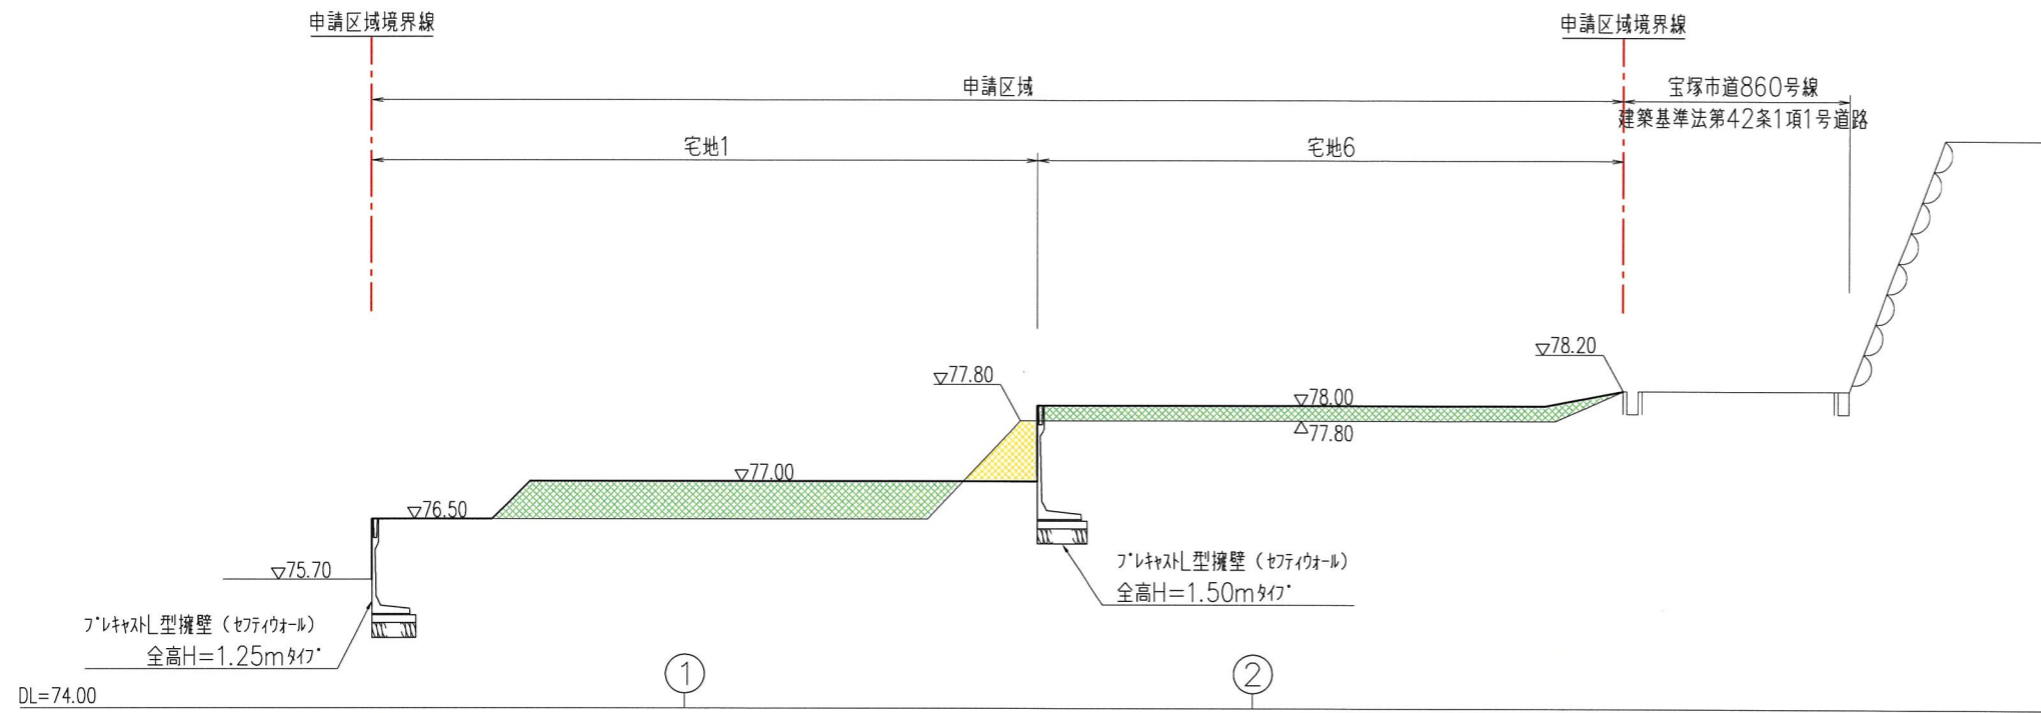 申請区域境界線
申請区域境界線
申請区域
宝塚市道860号線
建築基準法第42条1項1号道路
宅地1
宅地6
▽78.20
▽77.80
▽78.00
△77.80
▽77.00
▽76.50
▽75.70
プレキャストL型擁壁（セフティウォール）
全高H=1.50mタイプ
プレキャストL型擁壁（セフティウォール）
全高H=1.25mタイプ
1
2
DL=74.00